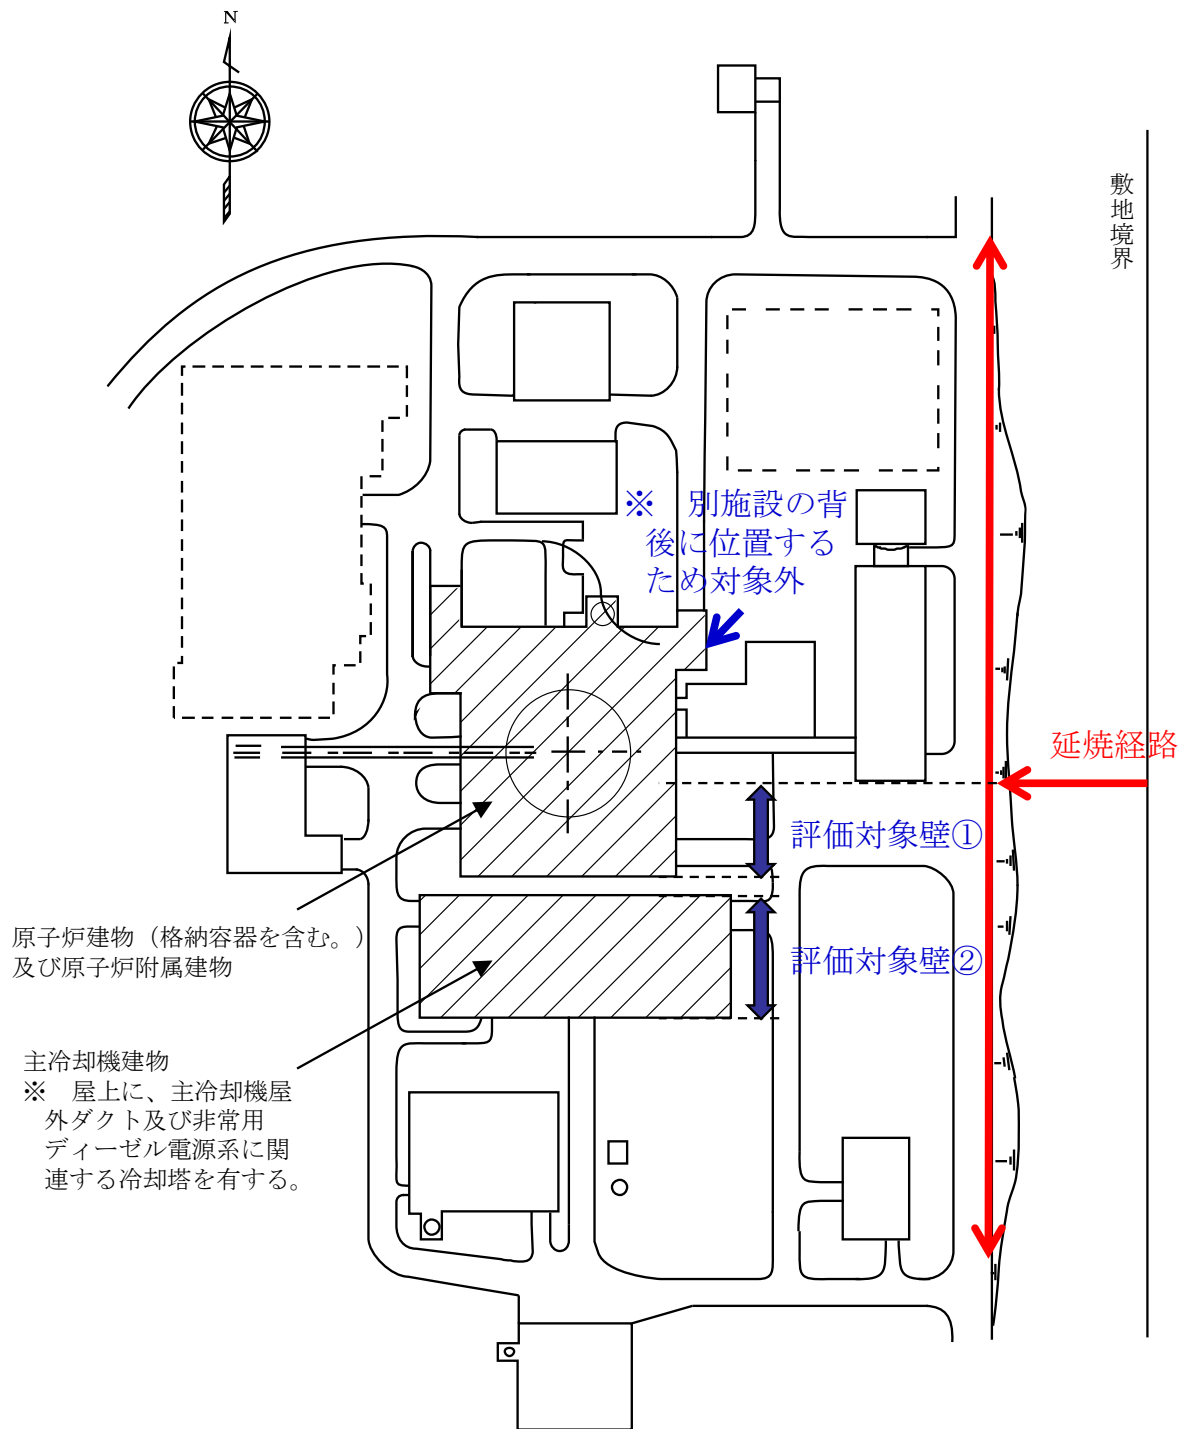 N
敷地境界
※ 別施設の背
後に位置する
ため対象外
延焼経路
評価対象壁①
原子炉建物（格納容器を含む。）
及び原子炉附属建物
評価対象壁②
主冷却機建物
※ 屋上に、主冷却機屋
外ダクト及び非常用
ディーゼル電源系に関
連する冷却塔を有する。